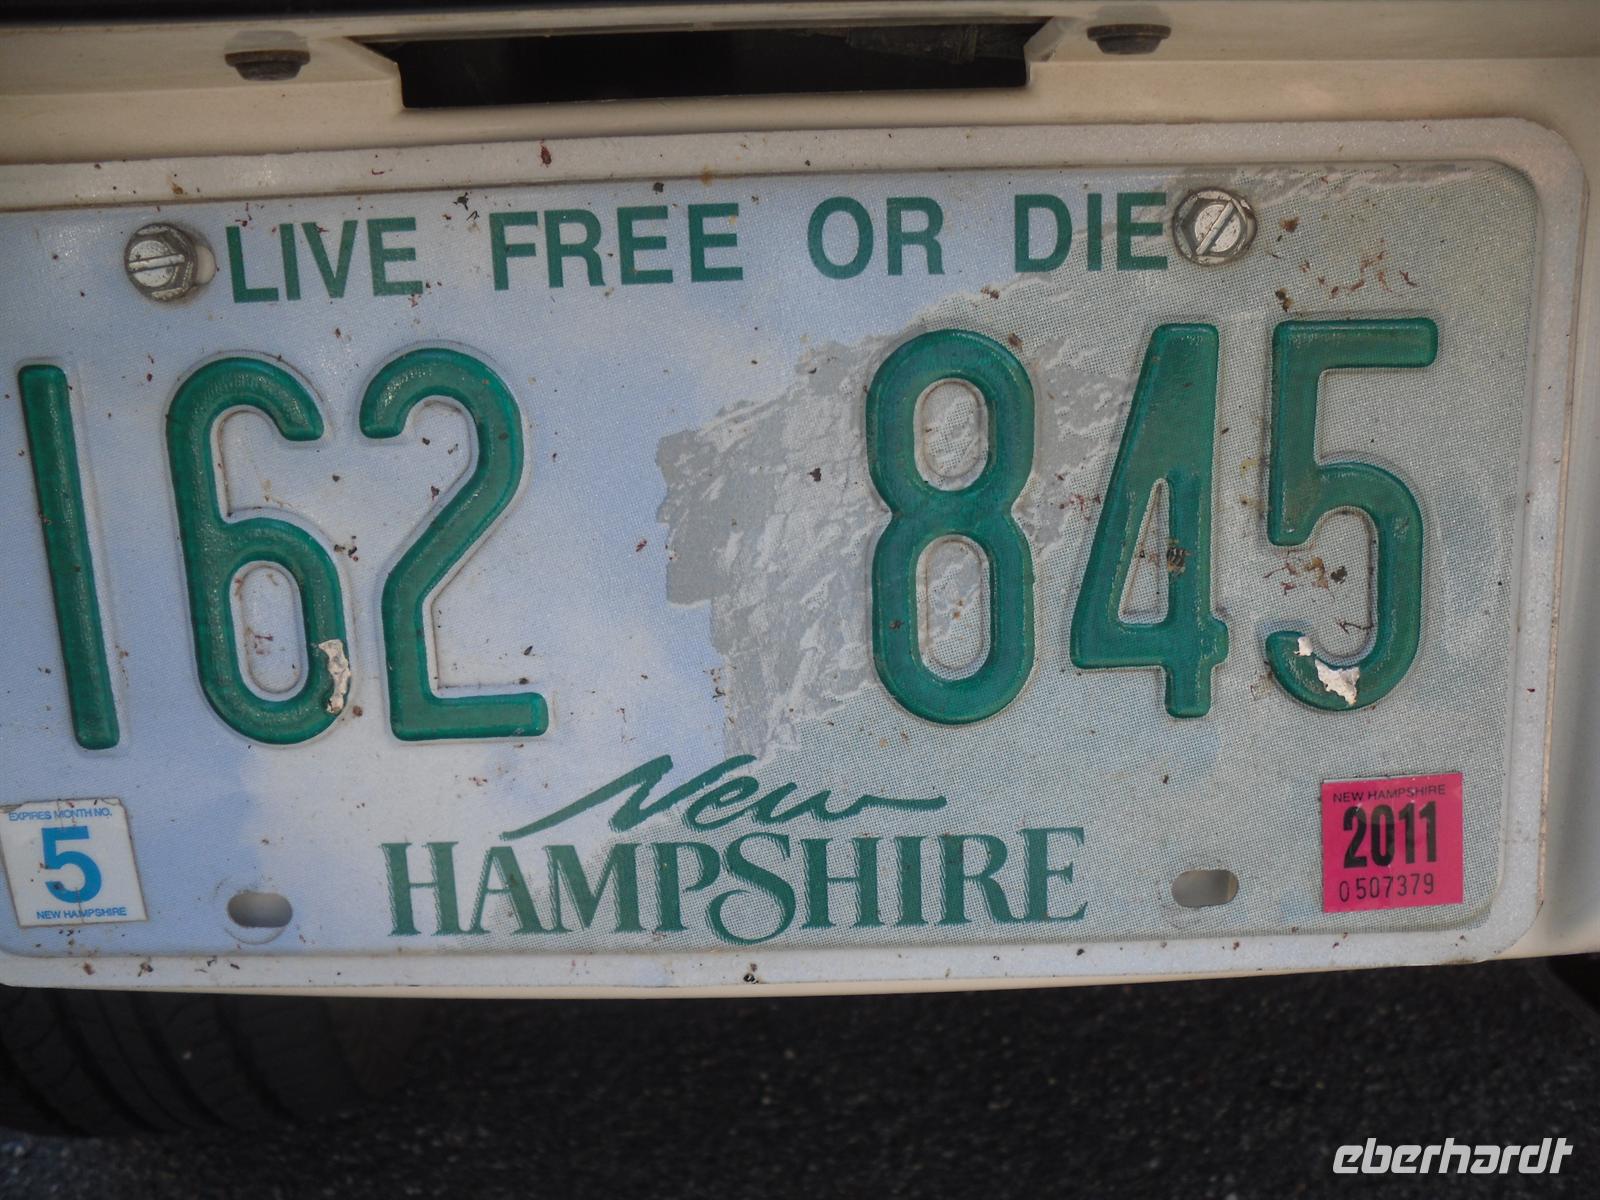 LIVE FREE OR DIE
162 845
New
HAMPSHIRE
EXPIRES MONTH NO.
5
NEW HAMPSHIRE
NEW HAMPSHIRE
2011
0507379
eberhardt